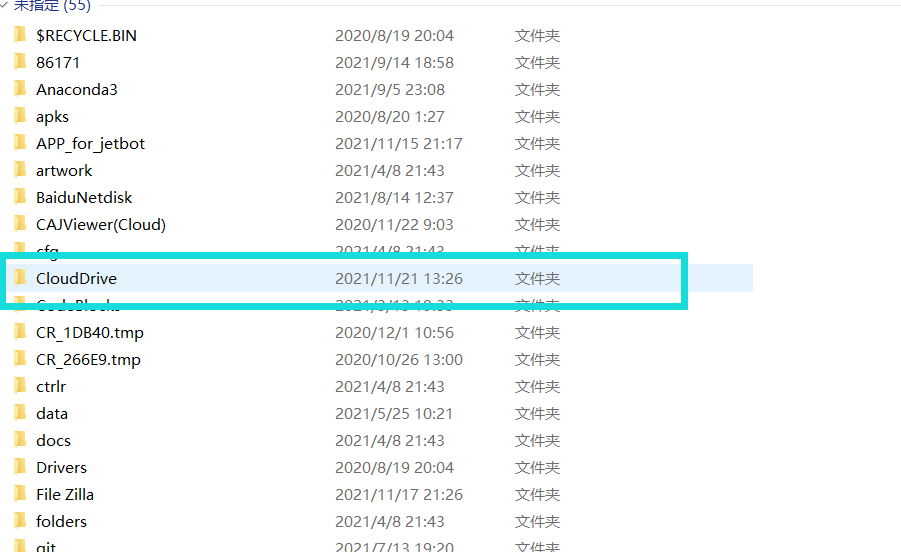 未指定 (55)
$RECYCLE.BIN 2020/8/19 20:04 文件夹
86171 2021/9/14 18:58 文件夹
Anaconda3 2021/9/5 23:08 文件夹
apks 2020/8/20 1:27 文件夹
APP_for_jetbot 2021/11/15 21:17 文件夹
artwork 2021/4/8 21:43 文件夹
BaiduNetdisk 2021/8/14 12:37 文件夹
CAJViewer(Cloud) 2020/11/22 9:03 文件夹
cfg 2021/4/8 21:43 文件夹
CloudDrive 2021/11/21 13:26 文件夹
CodeBlocks 文件夹
CR_1DB40.tmp 2020/12/1 10:56 文件夹
CR_266E9.tmp 2020/10/26 13:00 文件夹
ctrlr 2021/4/8 21:43 文件夹
data 2021/5/25 10:21 文件夹
docs 2021/4/8 21:43 文件夹
Drivers 2020/8/19 20:04 文件夹
File Zilla 2021/11/17 21:26 文件夹
folders 2021/4/8 21:43 文件夹
git 2021/7/13 19:20 文件夹